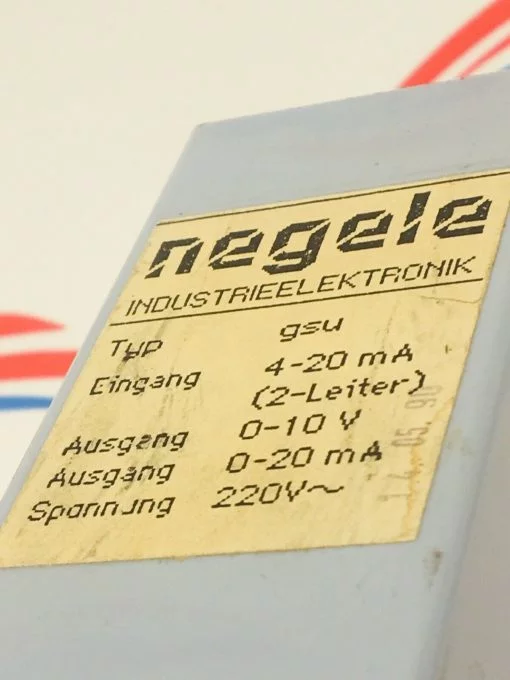 negele
INDUSTRIEELEKTRONIK
Typ gsu
Eingang 4-20 mA
(2-Leiter)
Ausgang 0-10 V
Ausgang 0-20 mA
Spannung 220V~
14. 05. 90